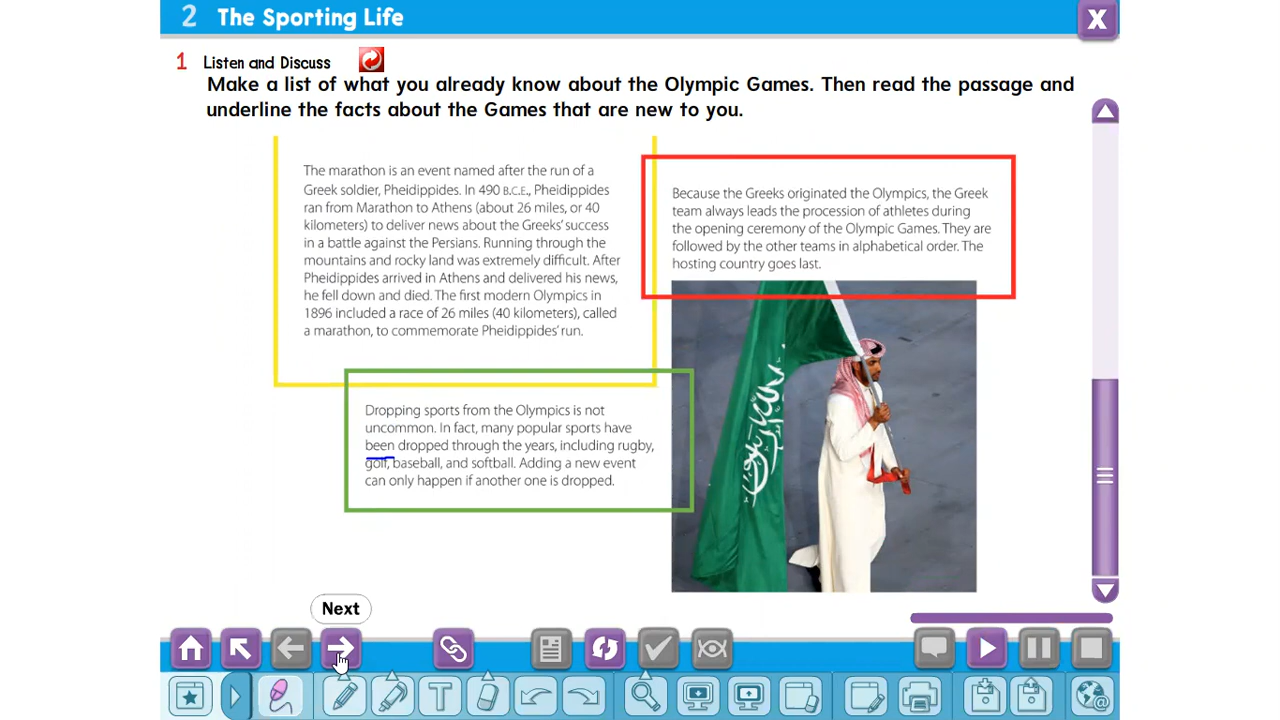 2 The Sporting Life
X
1 Listen and Discuss
Make a list of what you already know about the Olympic Games. Then read the passage and
underline the facts about the Games that are new to you.
The marathon is an event named after the run of a
Greek soldier, Pheidippides. In 490 B.C.E., Pheidippides
ran from Marathon to Athens (about 26 miles, or 40
kilometers) to deliver news about the Greeks' success
in a battle against the Persians. Running through the
mountains and rocky land was extremely difficult. After
Pheidippides arrived in Athens and delivered his news,
he fell down and died. The first modern Olympics in
1896 included a race of 26 miles (40 kilometers), called
a marathon, to commemorate Pheidippides' run.
Because the Greeks originated the Olympics, the Greek
team always leads the procession of athletes during
the opening ceremony of the Olympic Games. They are
followed by the other teams in alphabetical order. The
hosting country goes last.
Dropping sports from the Olympics is not
uncommon. In fact, many popular sports have
been dropped through the years, including rugby,
golf, baseball, and softball. Adding a new event
can only happen if another one is dropped.
Next
T